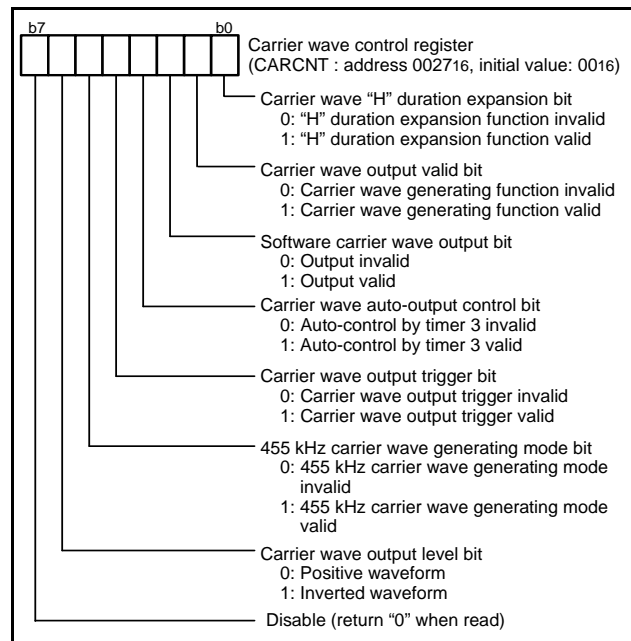 b7 b0
Carrier wave control register
(CARCNT : address 002716, initial value: 0016)
Carrier wave “H” duration expansion bit
0: “H” duration expansion function invalid
1: “H” duration expansion function valid
Carrier wave output valid bit
0: Carrier wave generating function invalid
1: Carrier wave generating function valid
Software carrier wave output bit
0: Output invalid
1: Output valid
Carrier wave auto-output control bit
0: Auto-control by timer 3 invalid
1: Auto-control by timer 3 valid
Carrier wave output trigger bit
0: Carrier wave output trigger invalid
1: Carrier wave output trigger valid
455 kHz carrier wave generating mode bit
0: 455 kHz carrier wave generating mode
invalid
1: 455 kHz carrier wave generating mode
valid
Carrier wave output level bit
0: Positive waveform
1: Inverted waveform
Disable (return “0” when read)